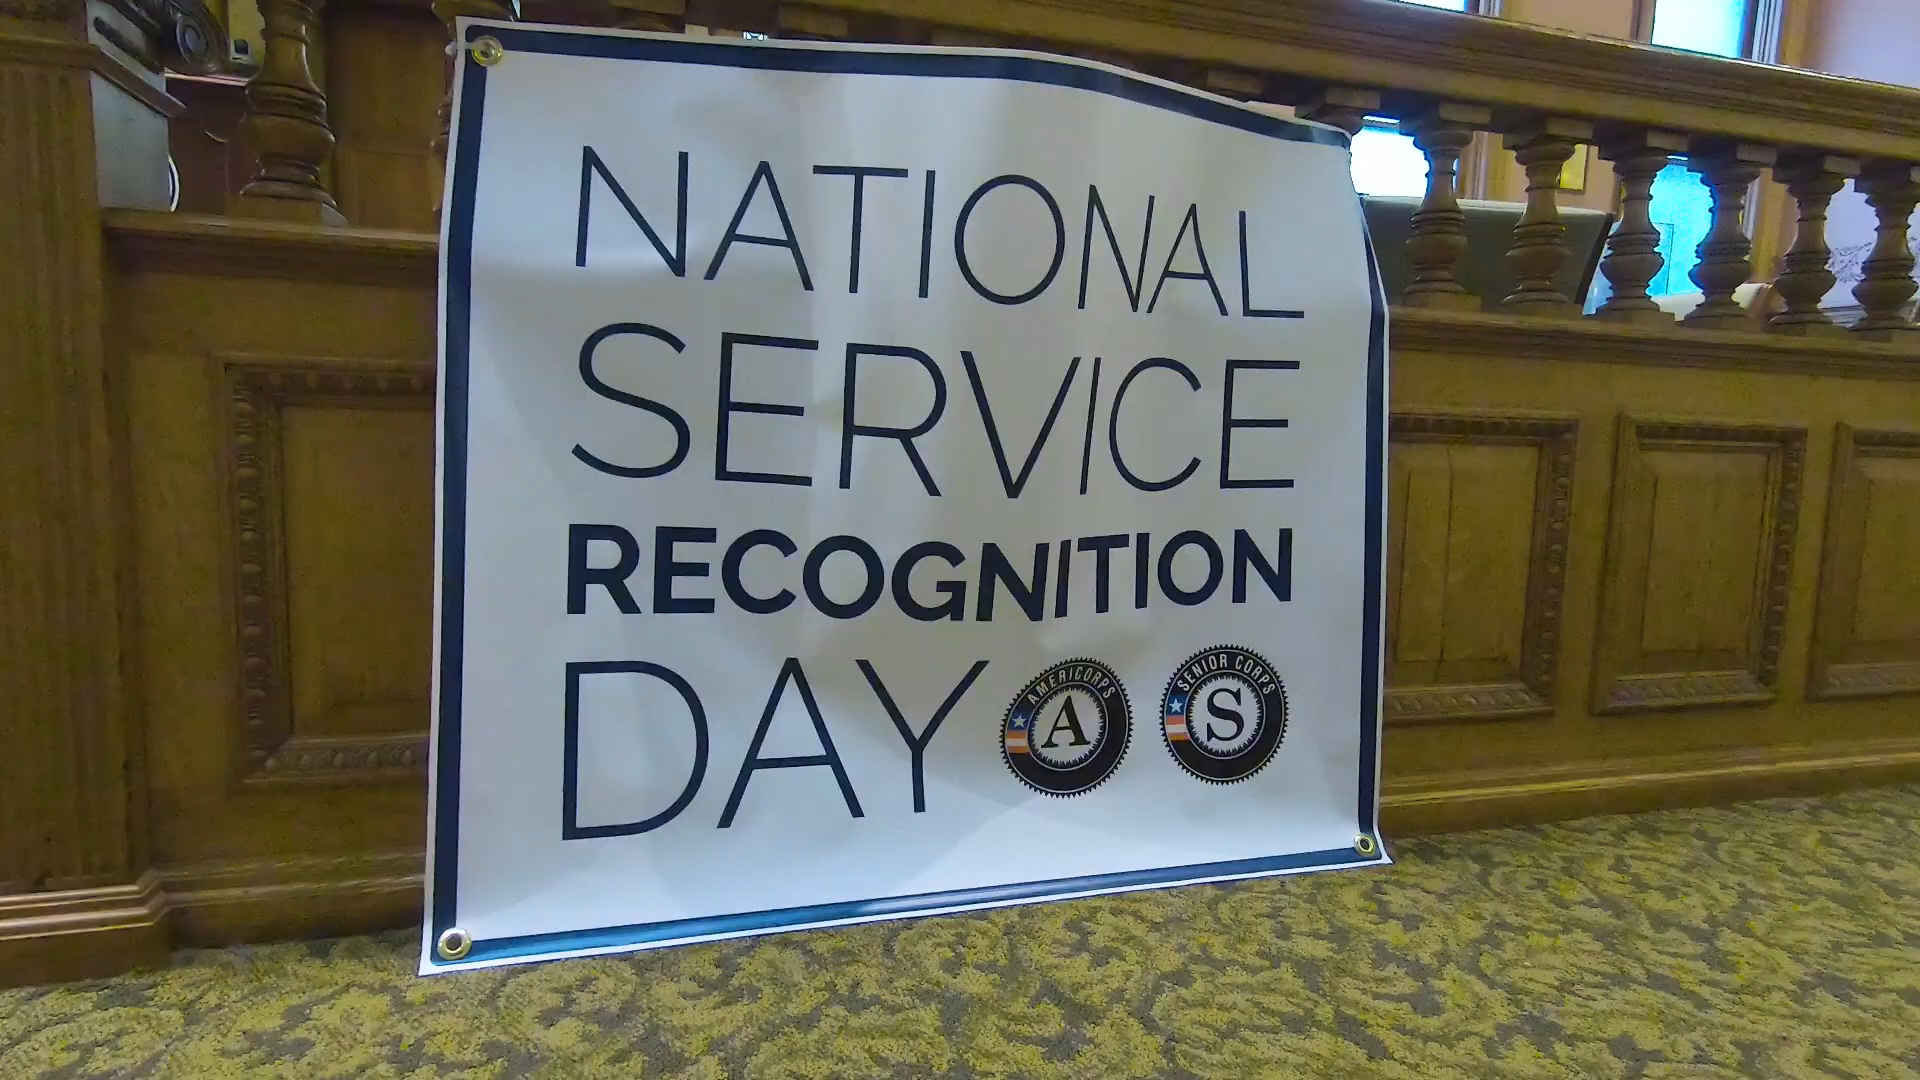 NATIONAL
SERVICE
RECOGNITION
DAY
AMERICORPS
A
SENIOR CORPS
S